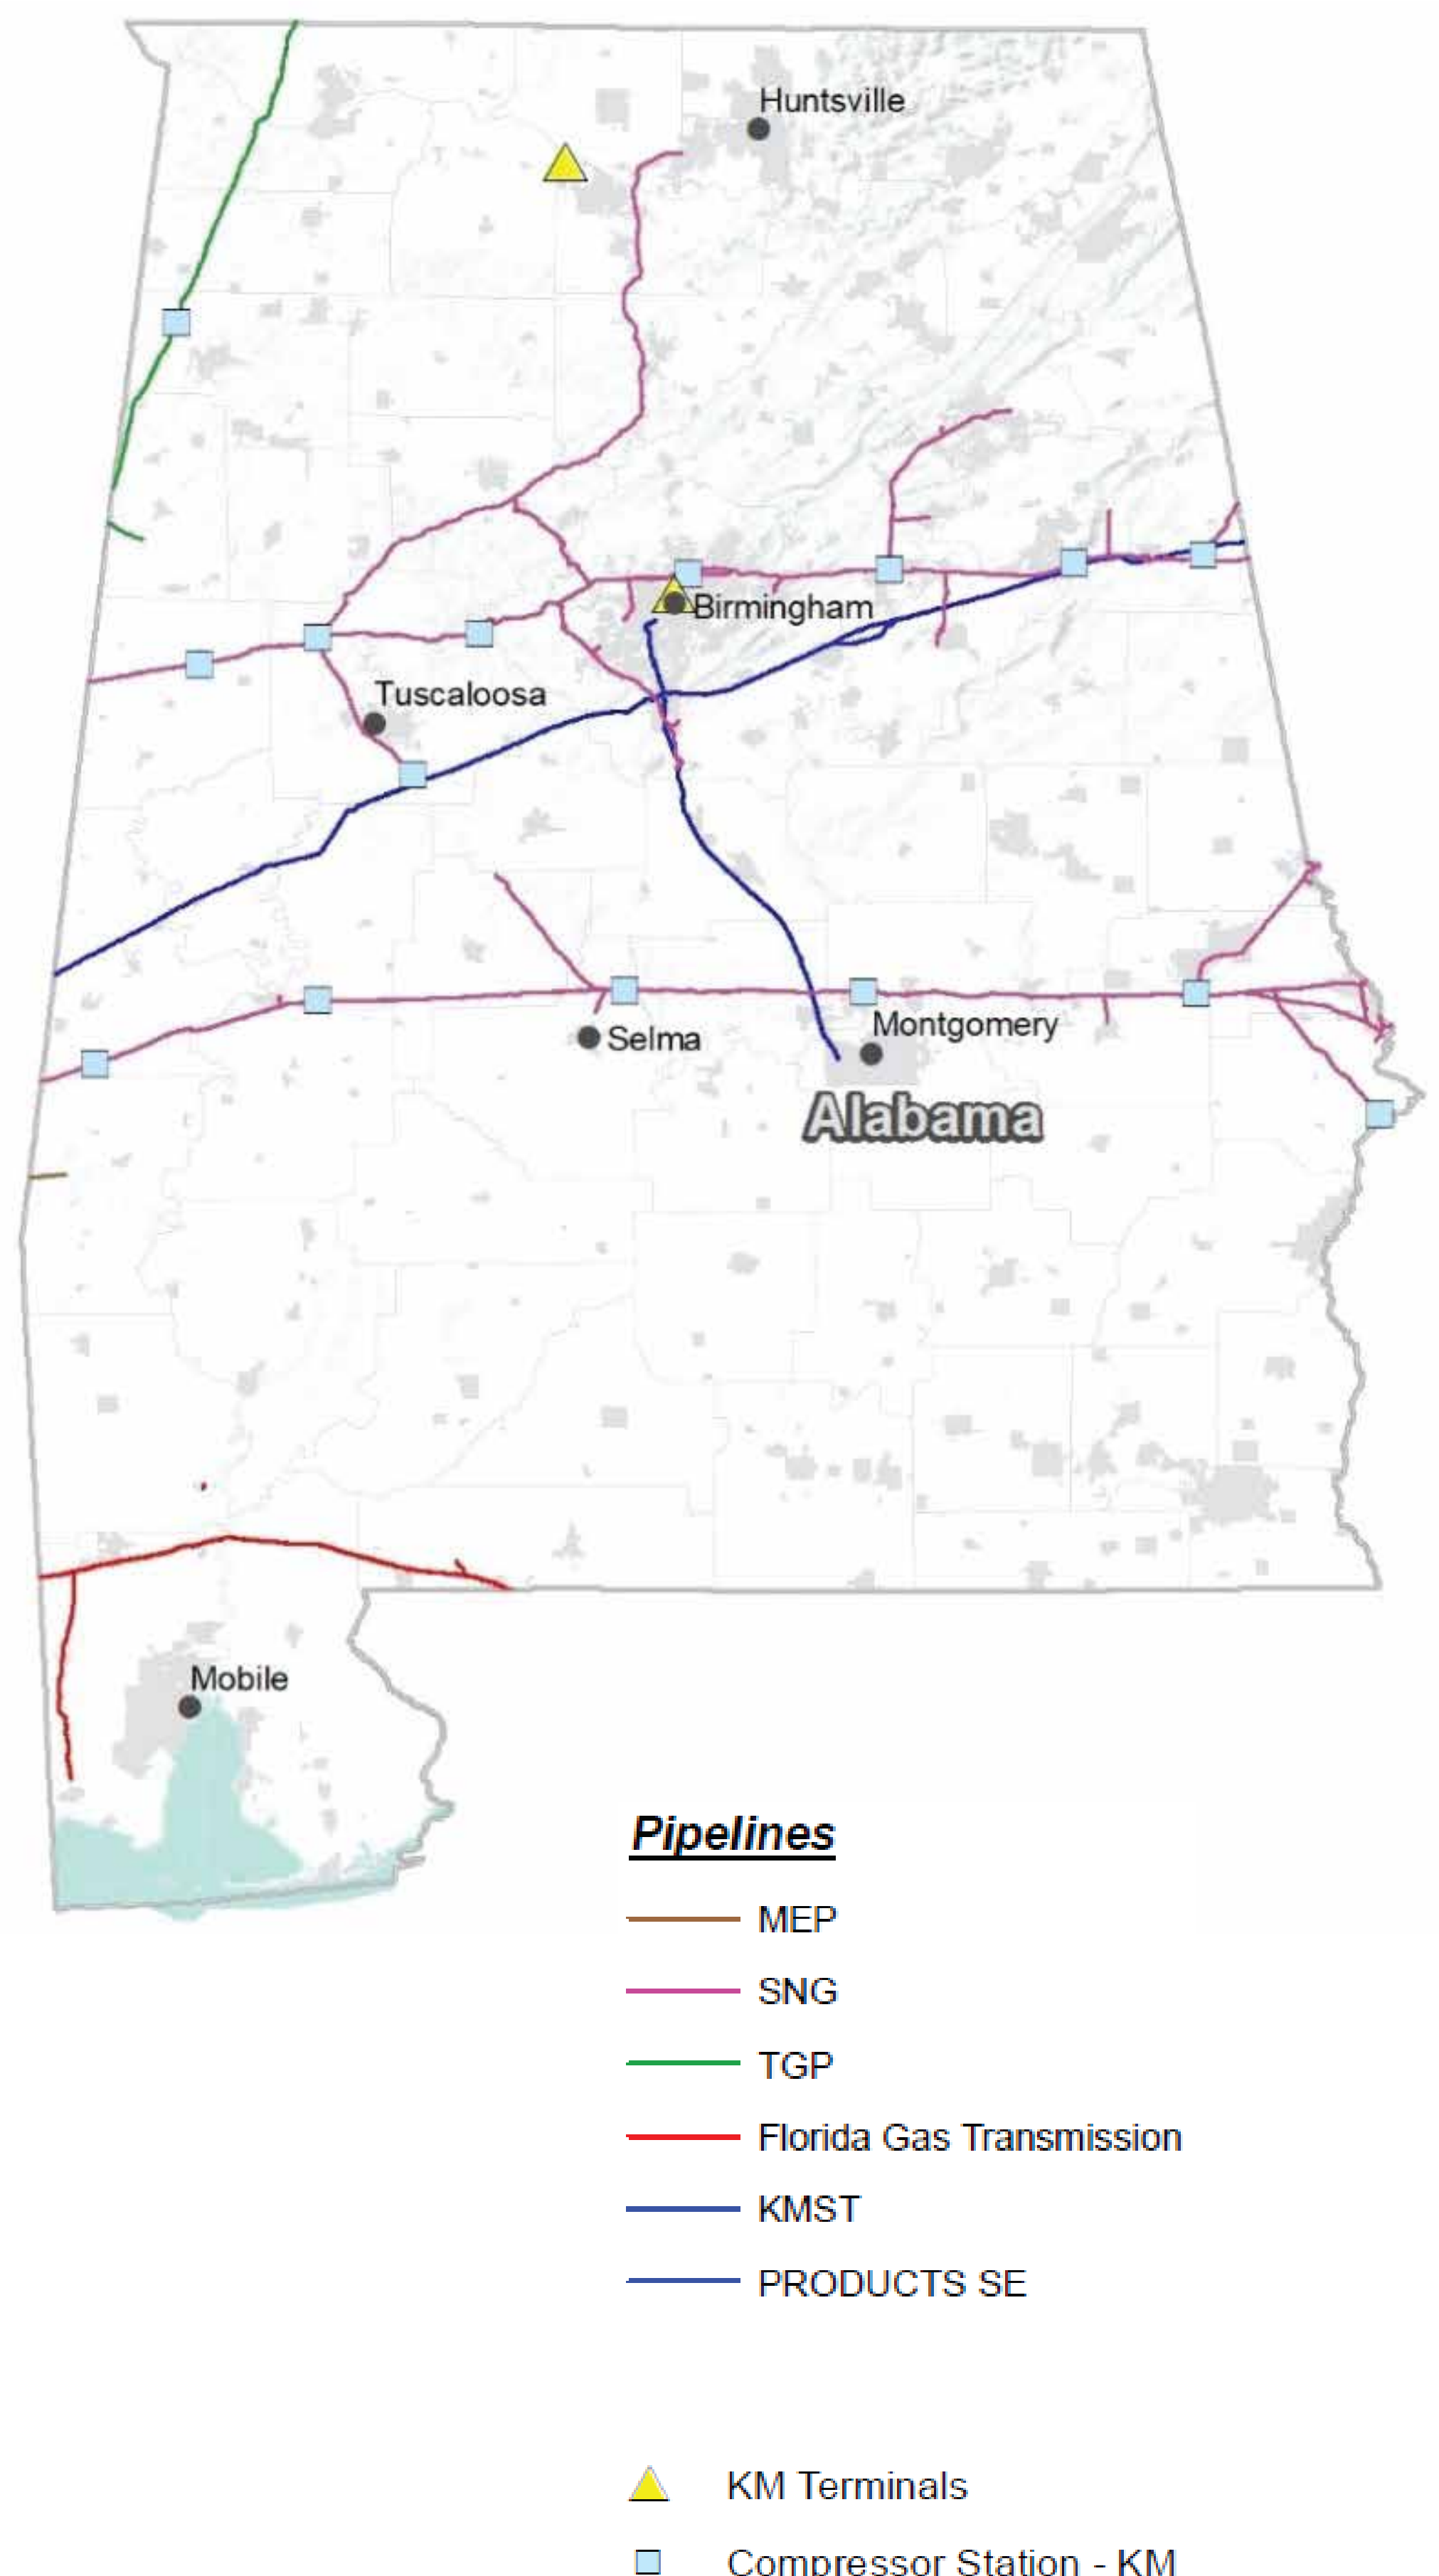 Huntsville
Birmingham
Tuscaloosa
Montgomery
Selma
Alabama
Mobile
Pipelines
MEP
SNG
TGP
Florida Gas Transmission
KMST
PRODUCTS SE
KM Terminals
Compressor Station - KM